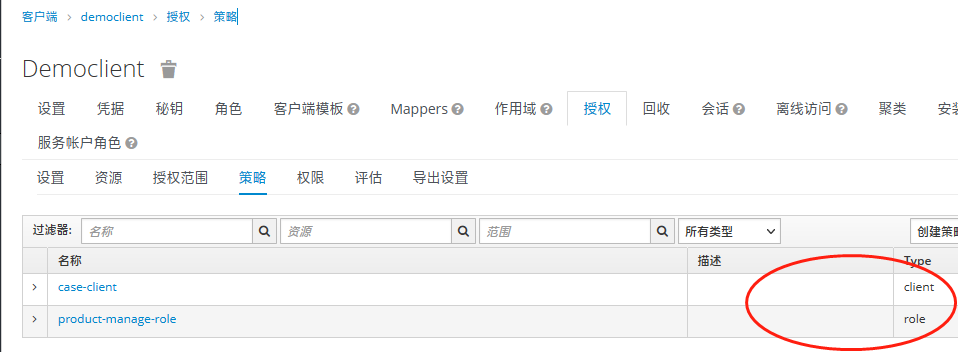 客户端 > democlient > 授权 > 策略
Democlient
设置 凭据 秘钥 角色 客户端模板 Mappers 作用域 授权 回收 会话 离线访问 聚类
服务帐户角色
设置 资源 授权范围 策略 权限 评估 导出设置
过滤器: 名称 资源 范围 所有类型 创建策
名称 描述 Type
case-client client
product-manage-role role